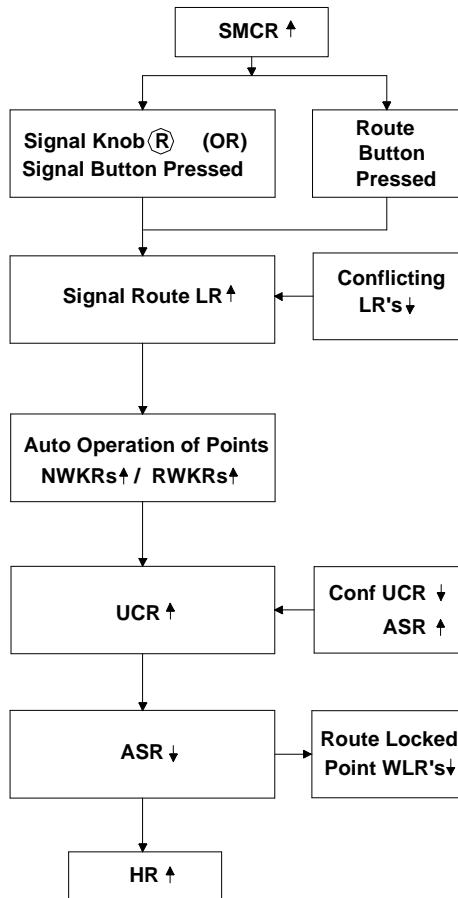 SMCR ↑
Signal Knob Ⓡ (OR)
Signal Button Pressed
Route
Button
Pressed
Signal Route LR ↑
Conflicting
LR's ↓
Auto Operation of Points
NWKRs ↑ / RWKRs ↑
UCR ↑
Conf UCR ↓
ASR ↑
ASR ↓
Route Locked
Point WLR's ↓
HR ↑